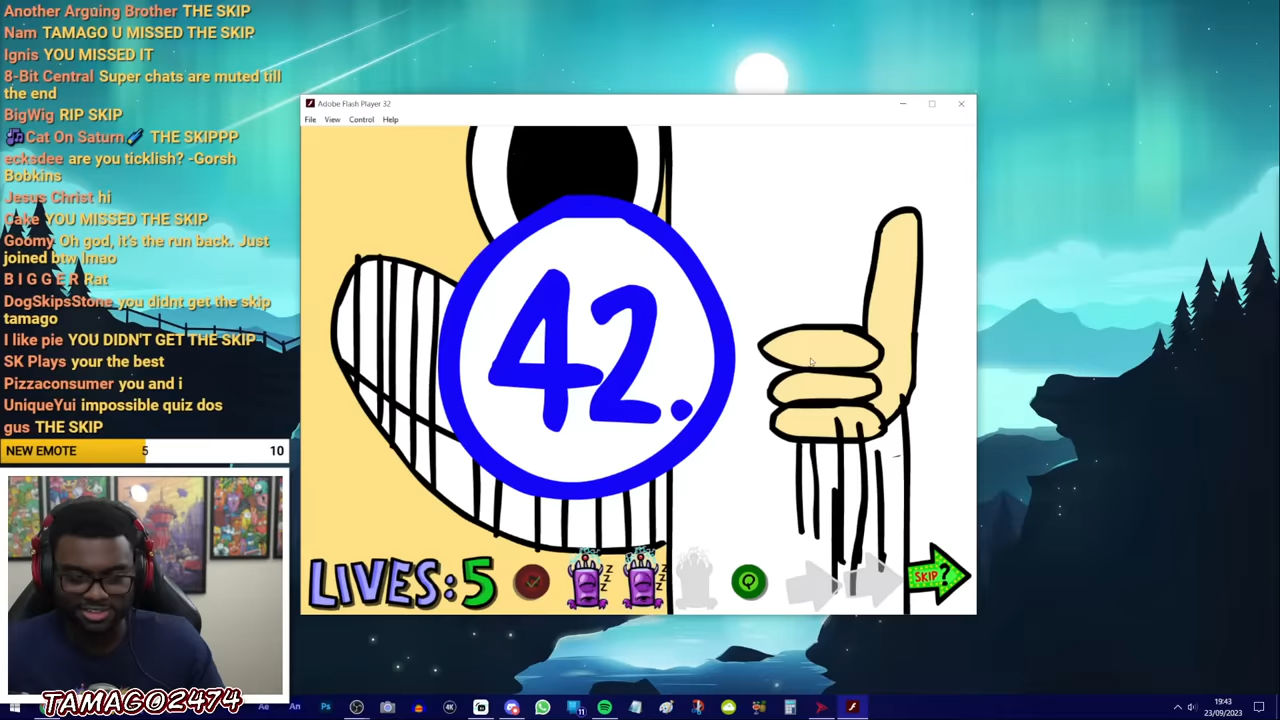 Another Arguing Brother THE SKIP
Nam TAMAGO U MISSED THE SKIP
Ignis YOU MISSED IT
8-Bit Central Super chats are muted till
the end
BigWig RIP SKIP
Cat On Saturn THE SKIPPP
ecksdee are you ticklish? -Gorsh
Bobkins
Jesus Christ hi
Cake YOU MISSED THE SKIP
Goomy Oh god, it's the run back. Just
joined btw lmao
B I G G E R Rat
DogSkipsStone you didnt get the skip
tamago
I like pie YOU DIDN'T GET THE SKIP
SK Plays your the best
Pizzaconsumer you and i
UniqueYui impossible quiz dos
gus THE SKIP
NEW EMOTE 5 10
Adobe Flash Player 32
File View Control Help
42.
LIVES:5
z z z
z z z
SKIP ?
TAMAGO2474
Ae An Ps 4K 11
19:43
23/09/2023